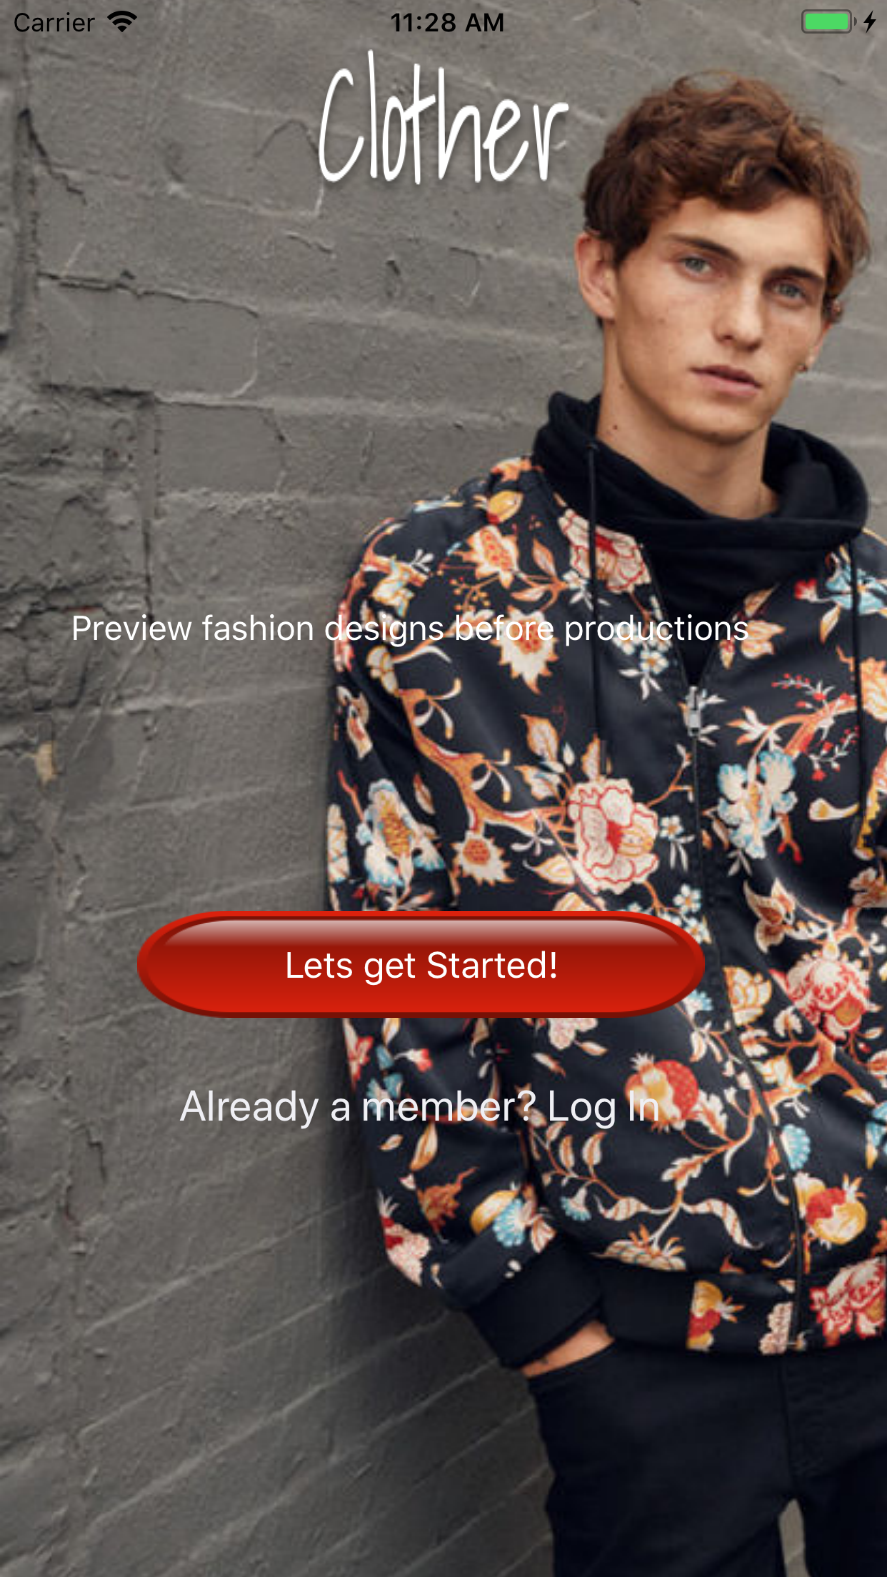 Carrier 11:28 AM
Clother
Preview fashion designs before productions
Lets get Started!
Already a member? Log In